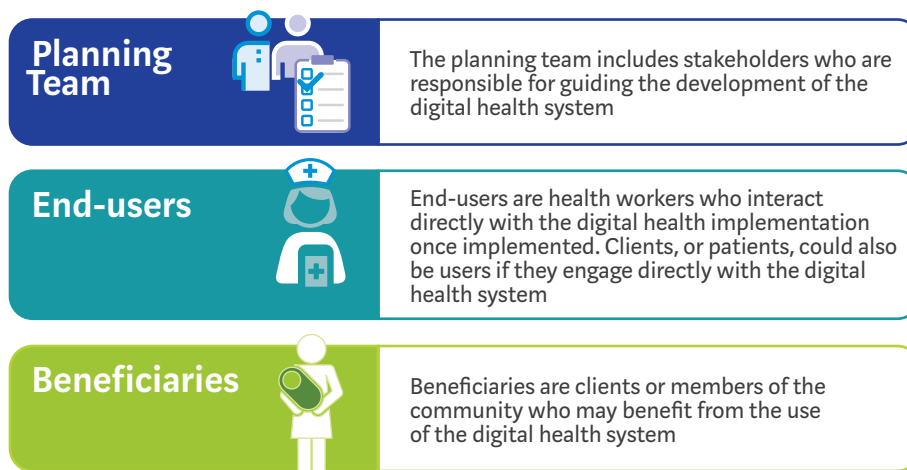 Planning
Team
The planning team includes stakeholders who are
responsible for guiding the development of the
digital health system
End-users
End-users are health workers who interact
directly with the digital health implementation
once implemented. Clients, or patients, could also
be users if they engage directly with the digital
health system
Beneficiaries
Beneficiaries are clients or members of the
community who may benefit from the use
of the digital health system